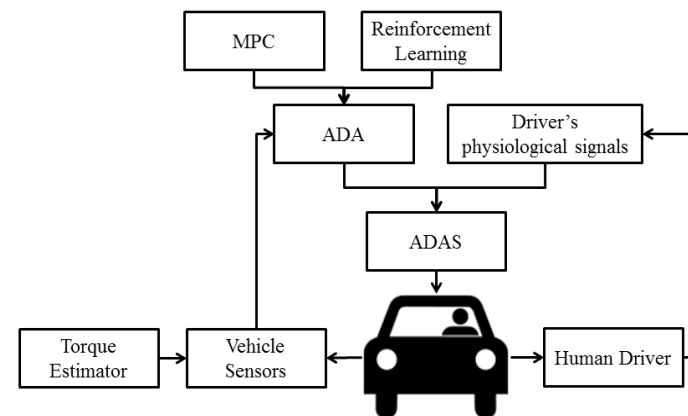 MPC
Reinforcement
Learning
ADA
Driver’s
physiological signals
ADAS
Torque
Estimator
Vehicle
Sensors
Human Driver